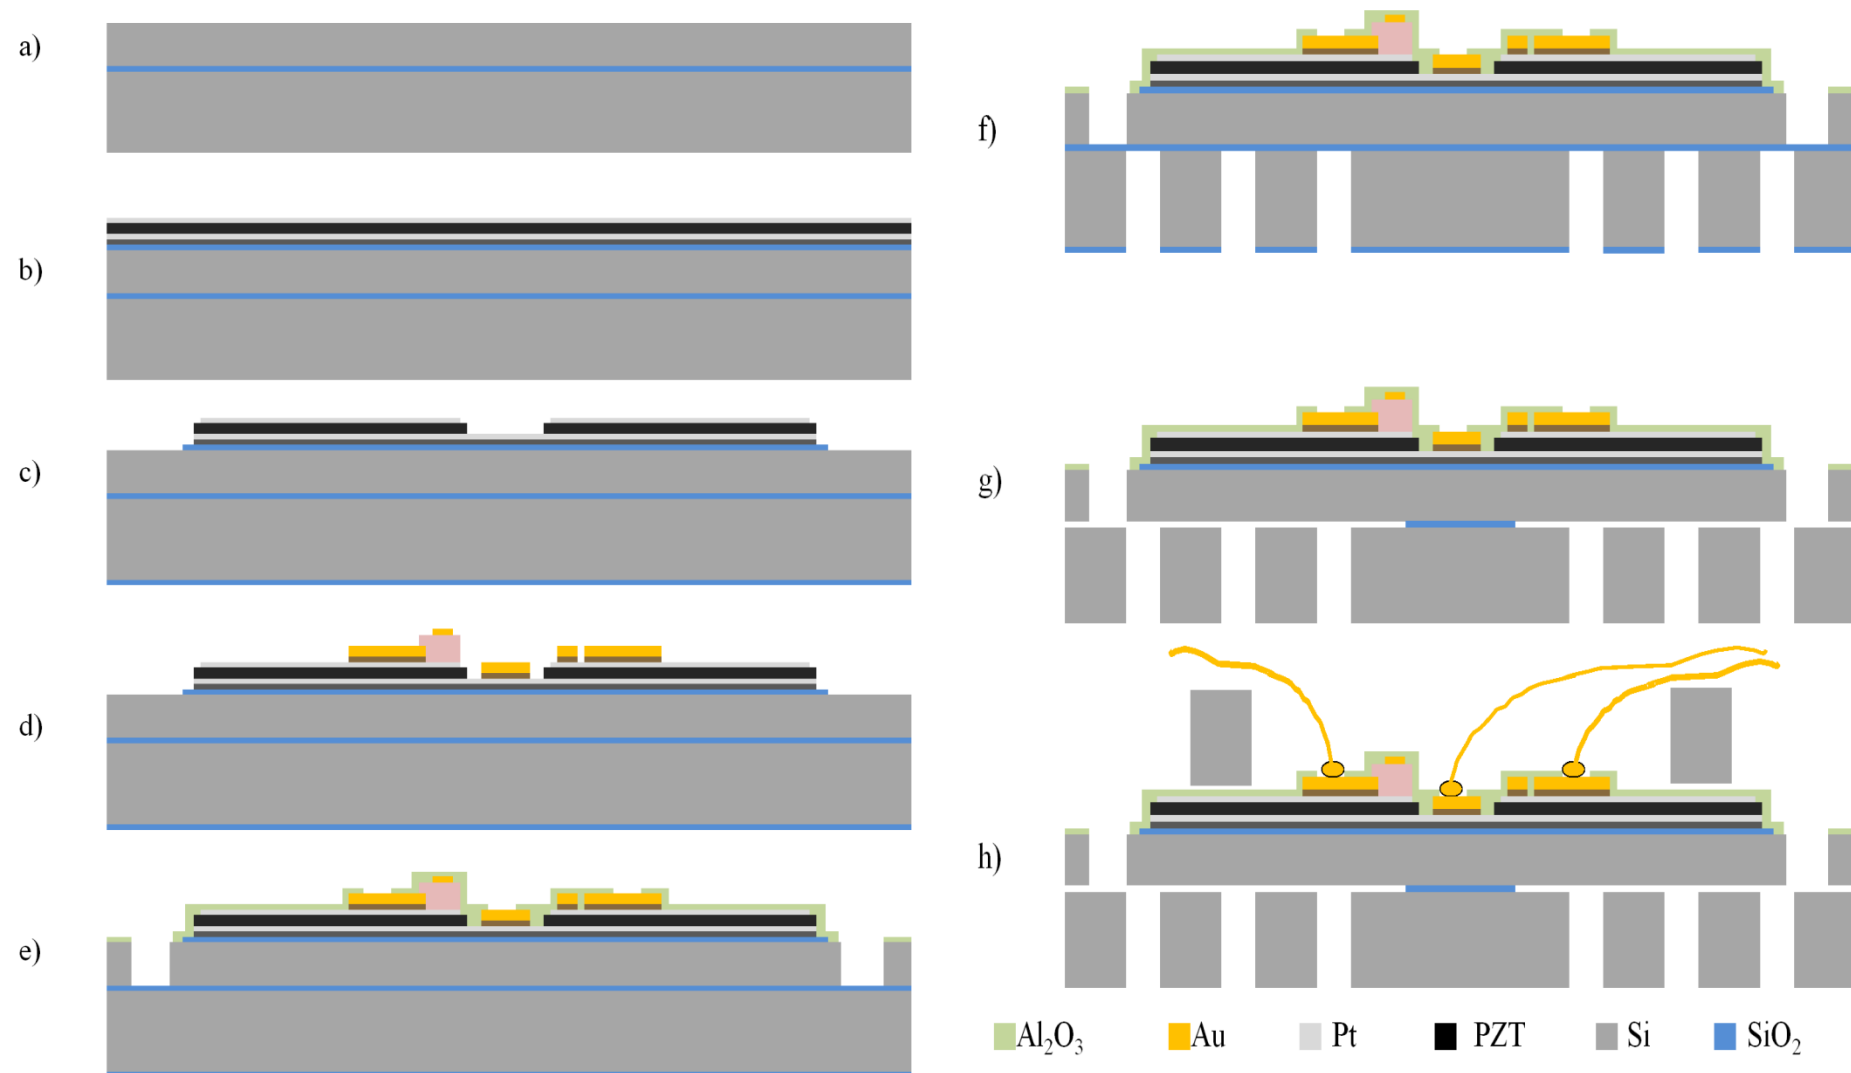 a)
b)
c)
d)
e)
f)
g)
h)
Al₂O₃ Au Pt PZT Si SiO₂